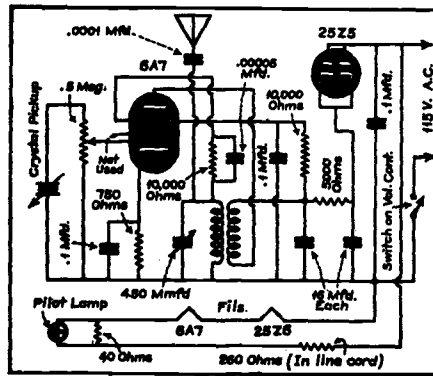 .0001 Mfd.
25Z5
6A7
.00005
Mfd.
10,000
Ohms
.5 Meg.
.1 Mfd.
Crystal Pickup
Not
Used
115 V. A.C.
750
Ohms
10,000
Ohms
.1 Mfd.
5000
Ohms
Switch on Vol. Cont.
.1 Mfd.
450 Mmfd
16 Mfd.
Each
Pilot Lamp
Fils.
6A7
25Z5
40 Ohms
260 Ohms (In line cord)